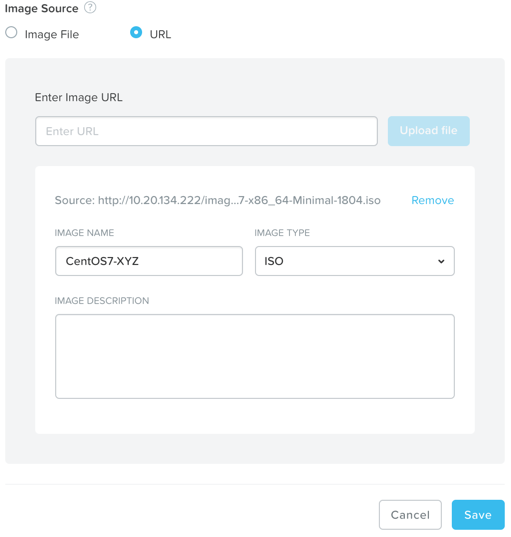 Image Source ?
Image File URL
Enter Image URL
Enter URL Upload file
Source: http://10.20.134.222/imag...7-x86_64-Minimal-1804.iso Remove
IMAGE NAME IMAGE TYPE
CentOS7-XYZ ISO
IMAGE DESCRIPTION
Cancel Save